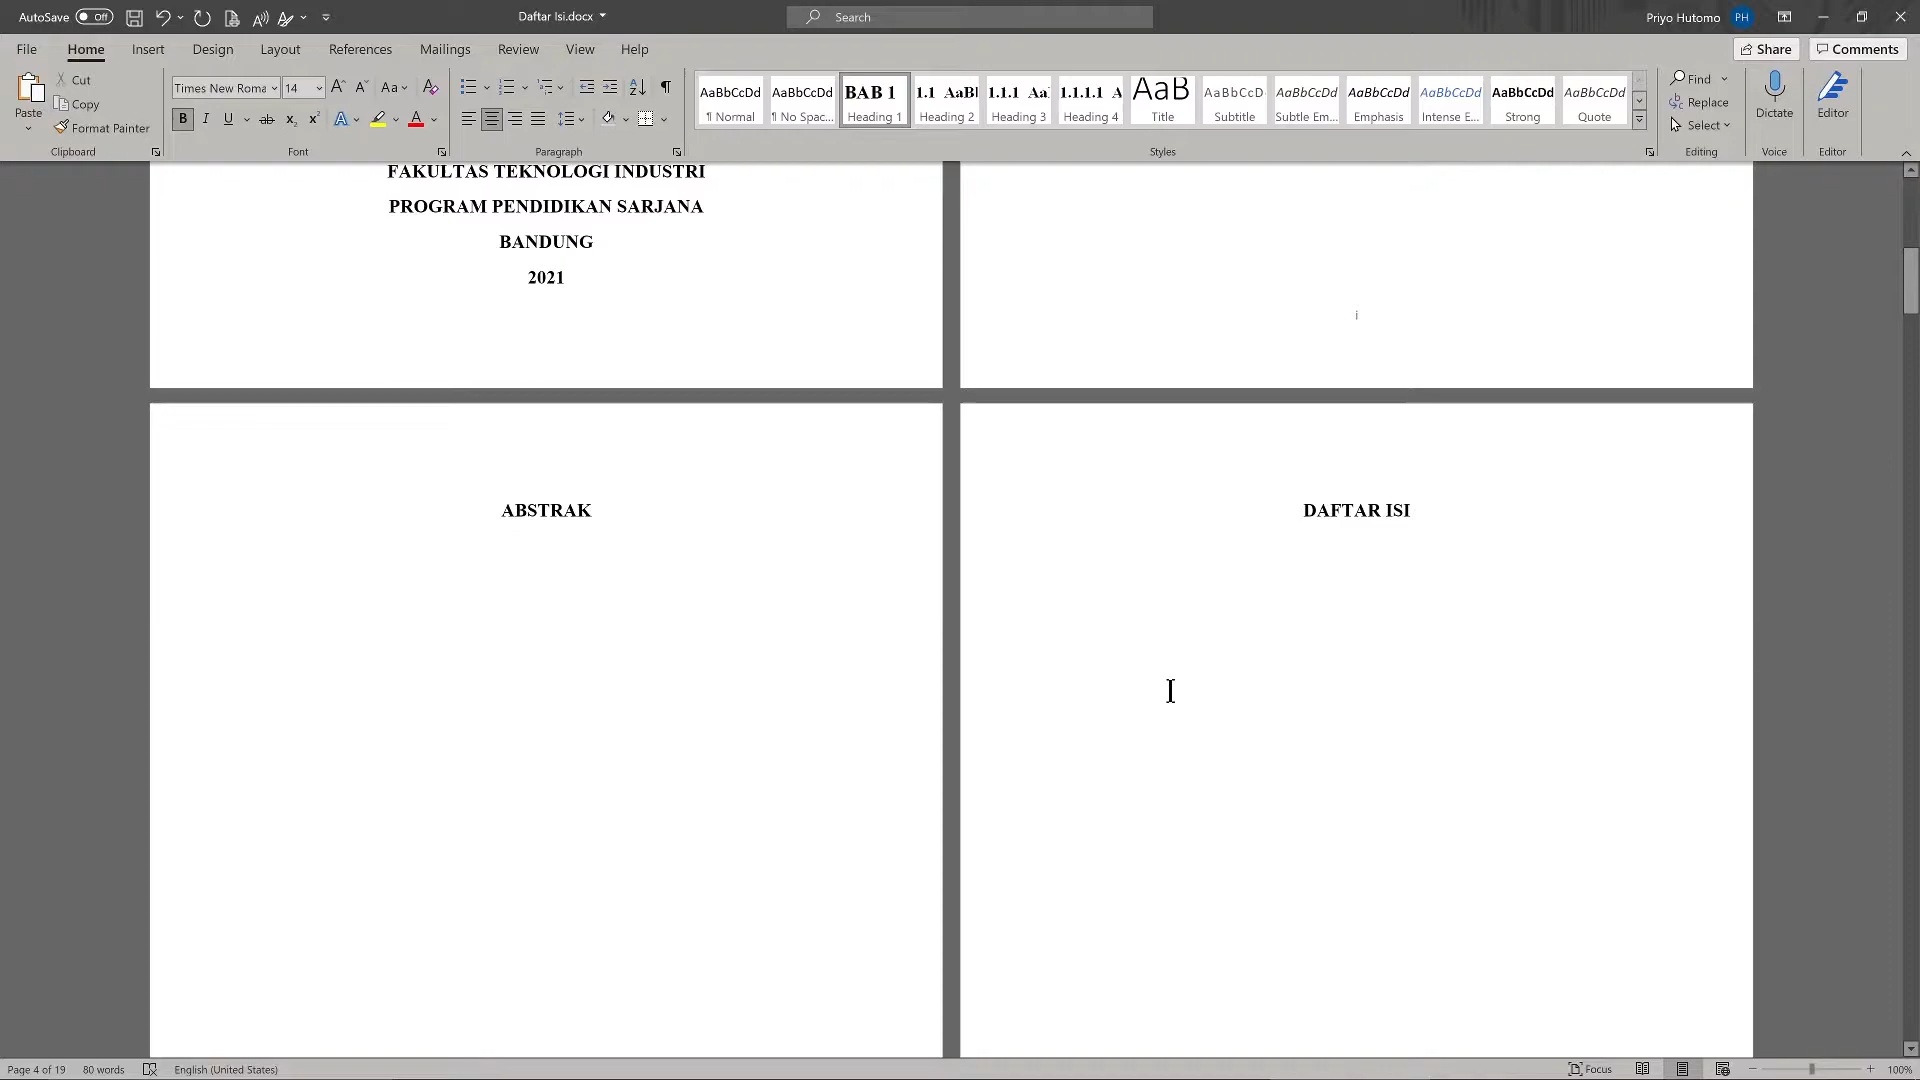 AutoSave Off Daftar Isi.docx Search Priyo Hutomo PH
File Home Insert Design Layout References Mailings Review View Help Share Comments
Paste
Cut
Copy
Format Painter
Clipboard
Times New Roma 14
Aa
Font
Paragraph
AaBbCcDd AaBbCcDd BAB 1 1.1 AaBl 1.1.1 Aa 1.1.1.1 A AaB AaBbCcD AaBbCcDd AaBbCcDd AaBbCcDd AaBbCcDd AaBbCcDd
¶ Normal ¶ No Spac... Heading 1 Heading 2 Heading 3 Heading 4 Title Subtitle Subtle Em... Emphasis Intense E... Strong Quote
Styles
Find
Replace
Select
Editing
Dictate
Voice
Editor
Editor
FAKULTAS TEKNOLOGI INDUSTRI
PROGRAM PENDIDIKAN SARJANA
BANDUNG
2021
i
ABSTRAK
DAFTAR ISI
Page 4 of 19 80 words English (United States) Focus 100%